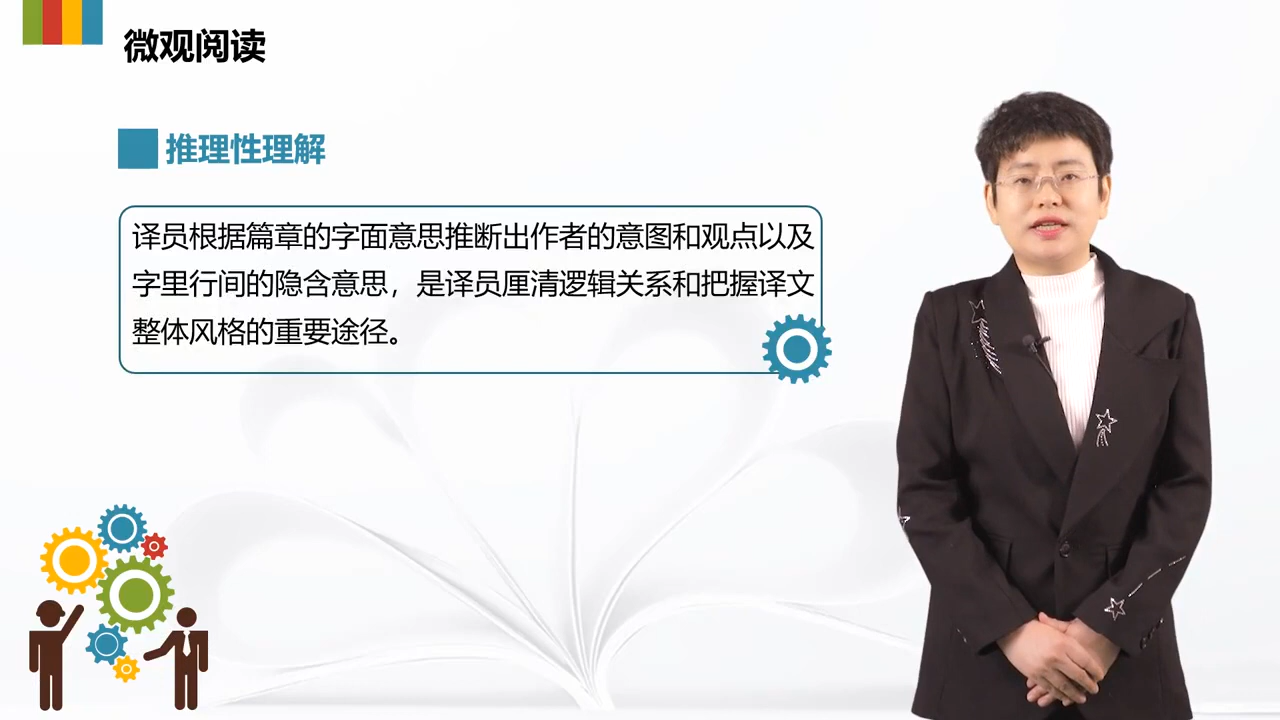 微观阅读
推理性理解
译员根据篇章的字面意思推断出作者的意图和观点以及
字里行间的隐含意思，是译员厘清逻辑关系和把握译文
整体风格的重要途径。